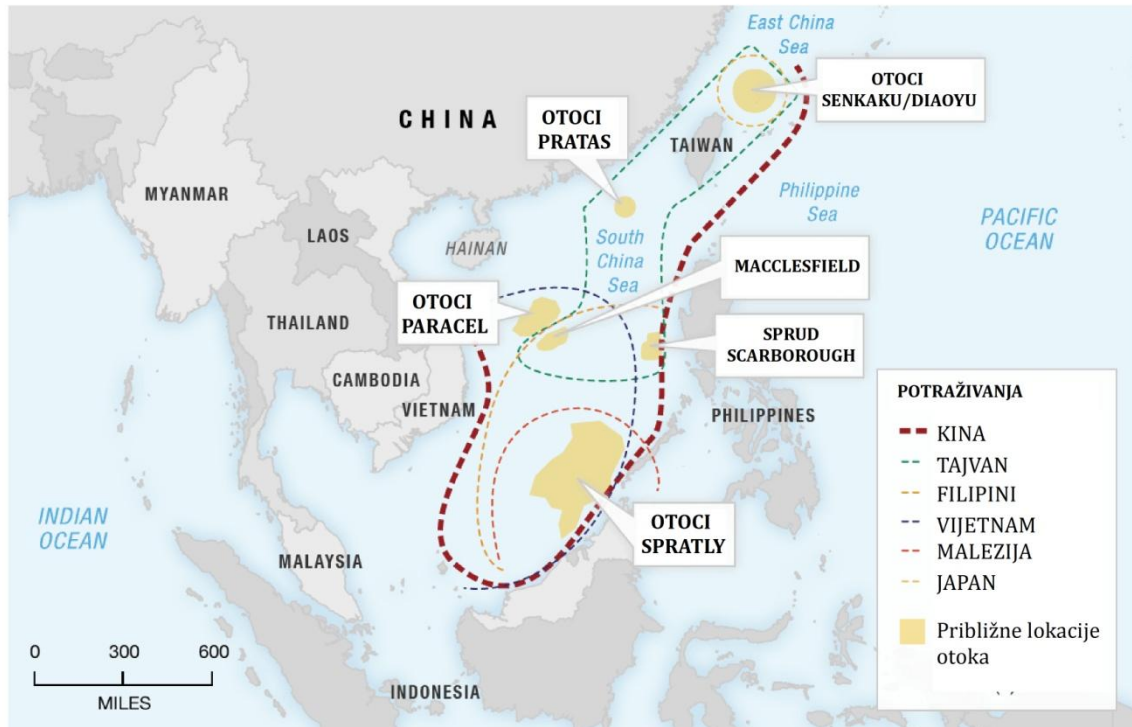 East China
Sea
OTOCI
SENKAKU/DIAOYU
CHINA
OTOCI
PRATAS
TAIWAN
MYANMAR
Philippine
Sea
PACIFIC
OCEAN
LAOS
HAINAN
South
China
Sea
MACCLESFIELD
OTOCI
PARACEL
THAILAND
SPRUD
SCARBOROUGH
CAMBODIA
VIETNAM
PHILIPPINES
POTRAŽIVANJA
KINA
TAJVAN
FILIPINI
VIJETNAM
MALEZIJA
JAPAN
Približne lokacije
otoka
INDIAN
OCEAN
OTOCI
SPRATLY
MALAYSIA
0 300 600
MILES
INDONESIA